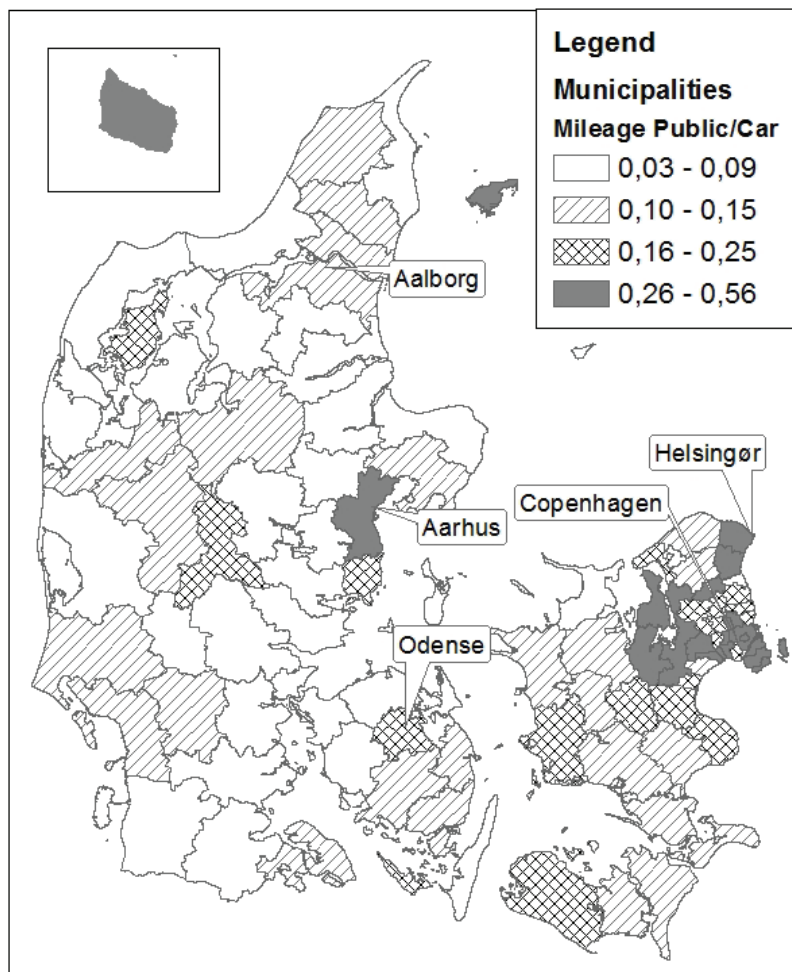 Legend
Municipalities
Mileage Public/Car
0,03 - 0,09
0,10 - 0,15
0,16 - 0,25
0,26 - 0,56
Aalborg
Helsingør
Copenhagen
Aarhus
Odense